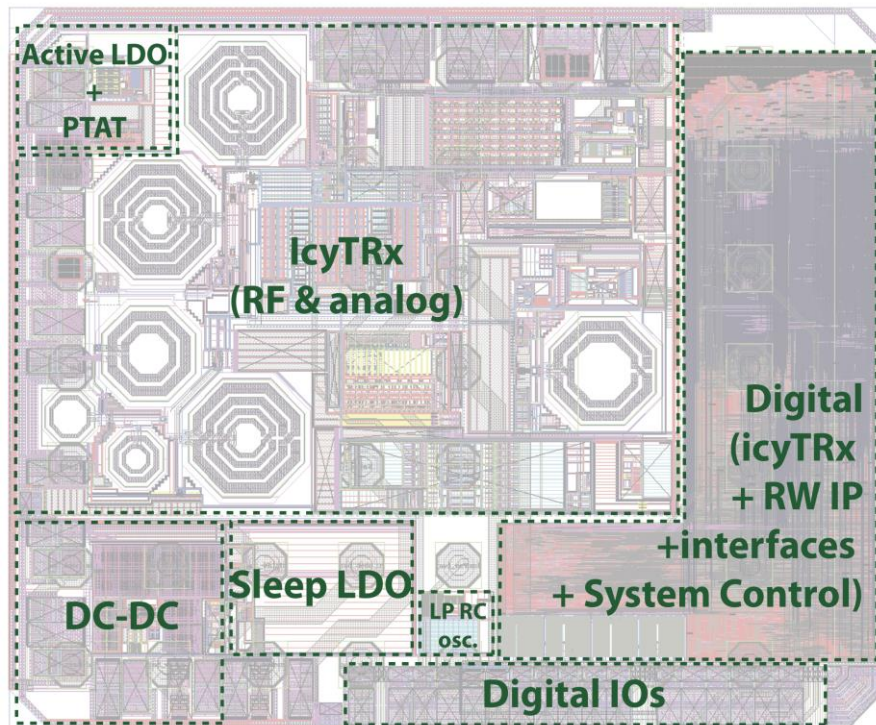 Active LDO
+
PTAT
IcyTRx
(RF & analog)
Digital
(icyTRx
+ RW IP
+interfaces
+ System Control)
DC-DC
Sleep LDO
LP RC
osc.
Digital IOs